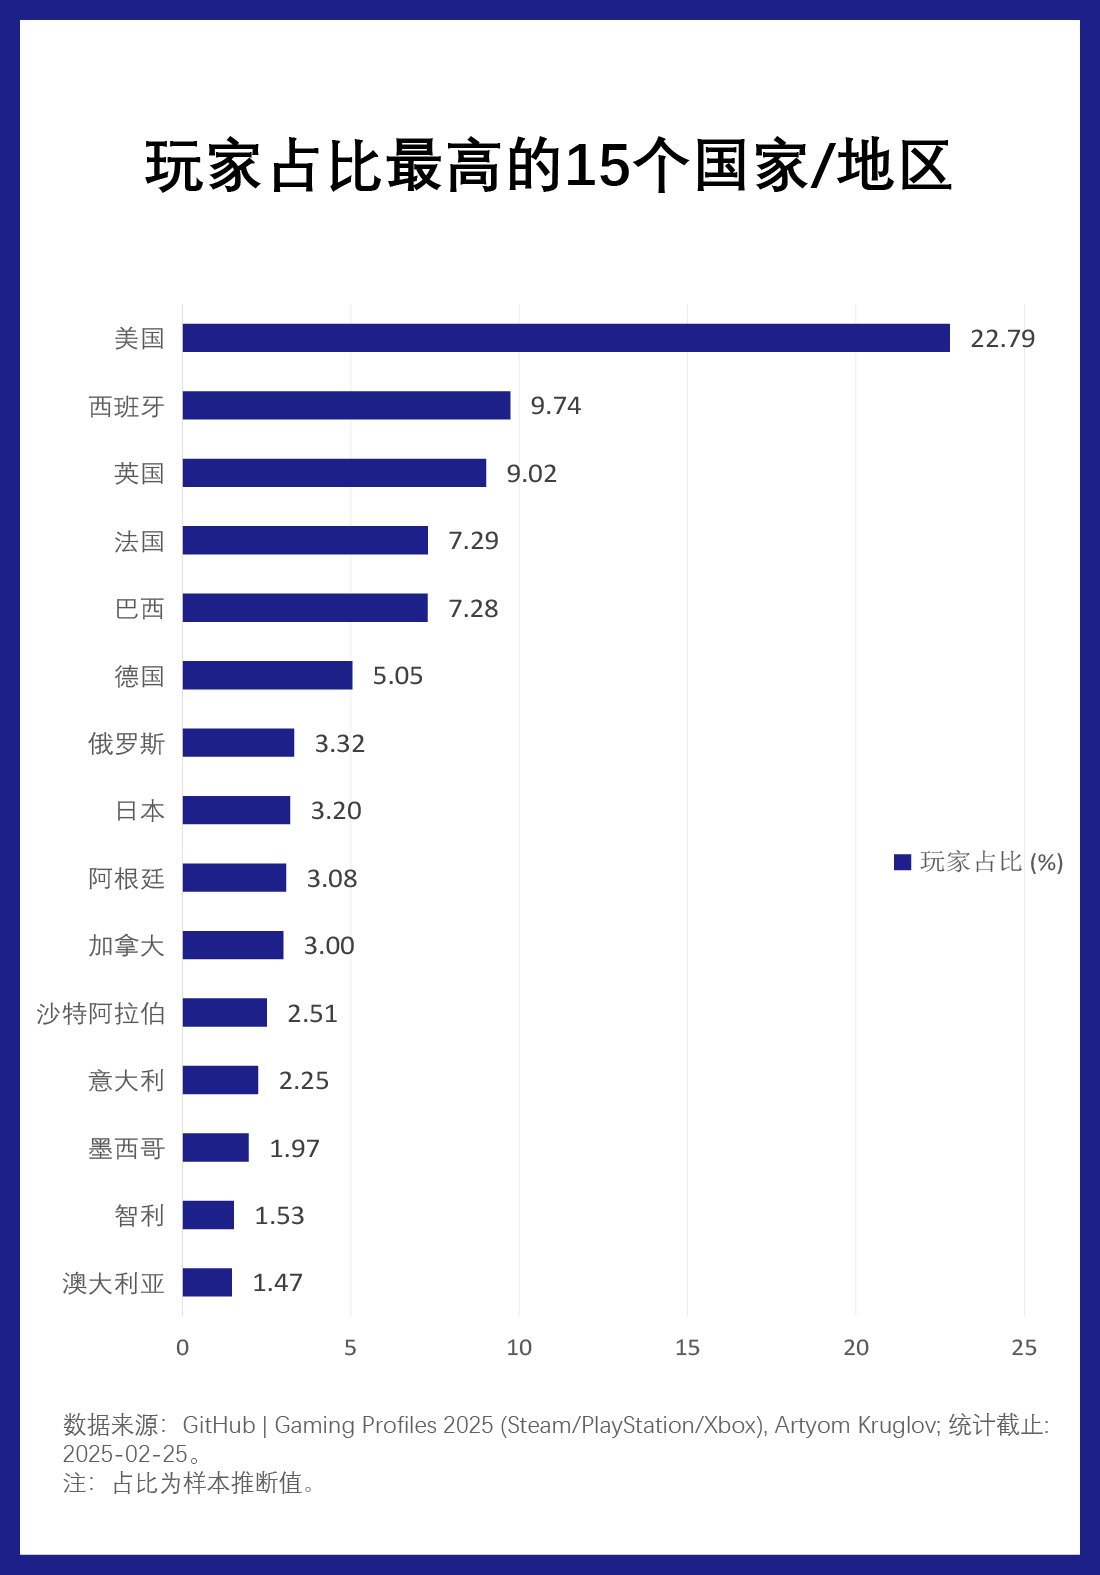 玩家占比最高的15个国家/地区
美国 22.79
西班牙 9.74
英国 9.02
法国 7.29
巴西 7.28
德国 5.05
俄罗斯 3.32
日本 3.20
阿根廷 3.08
加拿大 3.00
沙特阿拉伯 2.51
意大利 2.25
墨西哥 1.97
智利 1.53
澳大利亚 1.47
玩家占比 (%)
0 5 10 15 20 25
数据来源：GitHub | Gaming Profiles 2025 (Steam/PlayStation/Xbox), Artyom Kruglov; 统计截止:
2025-02-25。
注：占比为样本推断值。